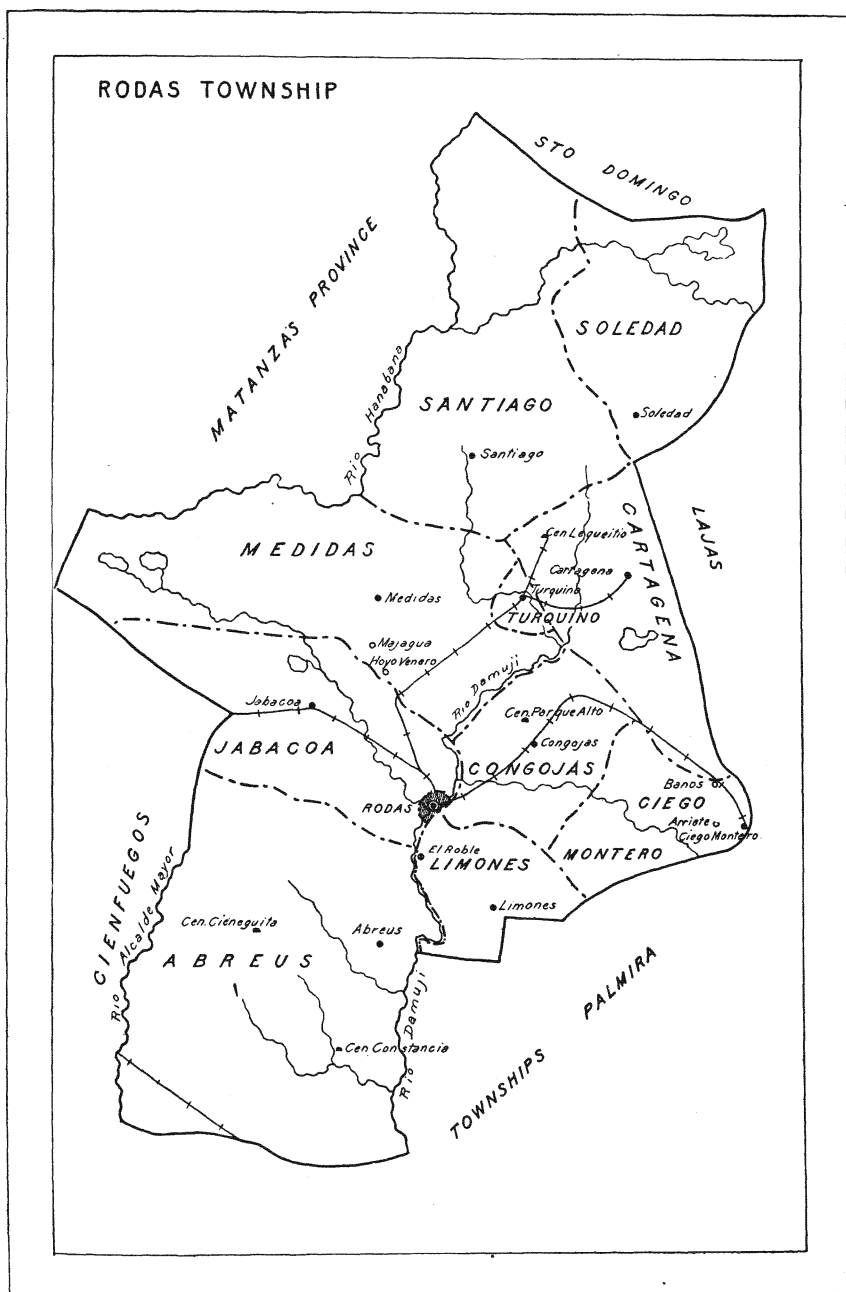 RODAS TOWNSHIP
STO DOMINGO
MATANZAS PROVINCE
SOLEDAD
Rio Hanabana
SANTIAGO
Soledad
Santiago
CARTAGENA
LAJAS
MEDIDAS
Cen. Lequeitio
Cartagena
Turquino
Medidas
TURQUINO
Majagua
Hoyo Venero
Rio Damuji
Jabacoa
Cen. Parque Alto
JABACOA
Congojas
CONGOJAS
Banos
CIEGO
RODAS
Arriete
Ciego Montero
El Roble
LIMONES
MONTERO
CIENFUEGOS
Rio Alcalde Mayor
Limones
Cen. Cieneguita
Abreus
ABREUS
PALMIRA
Rio Damuji
Cen. Constancia
TOWNSHIPS